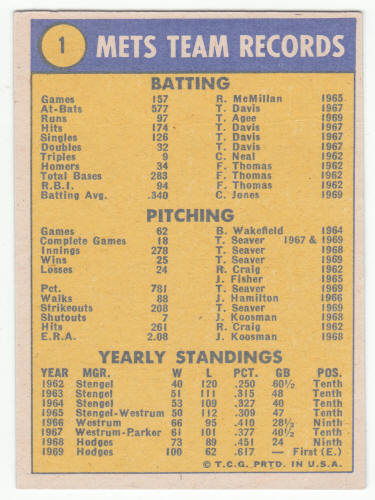 1 METS TEAM RECORDS
BATTING
Games 157 R. McMillan 1965
At-Bats 577 T. Davis 1967
Runs 97 T. Agee 1969
Hits 174 T. Davis 1967
Singles 126 T. Davis 1967
Doubles 32 T. Davis 1967
Triples 9 C. Neal 1962
Homers 34 F. Thomas 1962
Total Bases 283 F. Thomas 1962
R.B.I. 94 F. Thomas 1962
Batting Avg. .340 C. Jones 1969
PITCHING
Games 62 B. Wakefield 1964
Complete Games 18 T. Seaver 1967 & 1969
Innings 278 T. Seaver 1968
Wins 25 T. Seaver 1969
Losses 24 R. Craig 1962
J. Fisher 1965
Pct. 781 T. Seaver 1969
Walks 88 J. Hamilton 1966
Strikeouts 208 T. Seaver 1969
Shutouts 7 J. Koosman 1968
Hits 261 R. Craig 1962
E.R.A. 2.08 J. Koosman 1968
YEARLY STANDINGS
YEAR MGR. W L PCT. GB POS.
1962 Stengel 40 120 .250 60½ Tenth
1963 Stengel 51 111 .315 48 Tenth
1964 Stengel 53 109 .327 40 Tenth
1965 Stengel-Westrum 50 112 .309 47 Tenth
1966 Westrum 66 95 .410 28½ Ninth
1967 Westrum-Parker 61 101 .377 40½ Tenth
1968 Hodges 73 89 .451 24 Ninth
1969 Hodges 100 62 .617 — First (E.)
© T.C.G. PRTD. IN U.S.A.